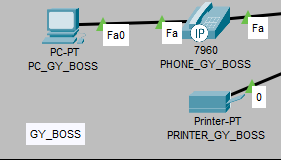 Fa0
Fa
IP
Fa
PC-PT
PC_GY_BOSS
7960
PHONE_GY_BOSS
0
Printer-PT
PRINTER_GY_BOSS
GY_BOSS